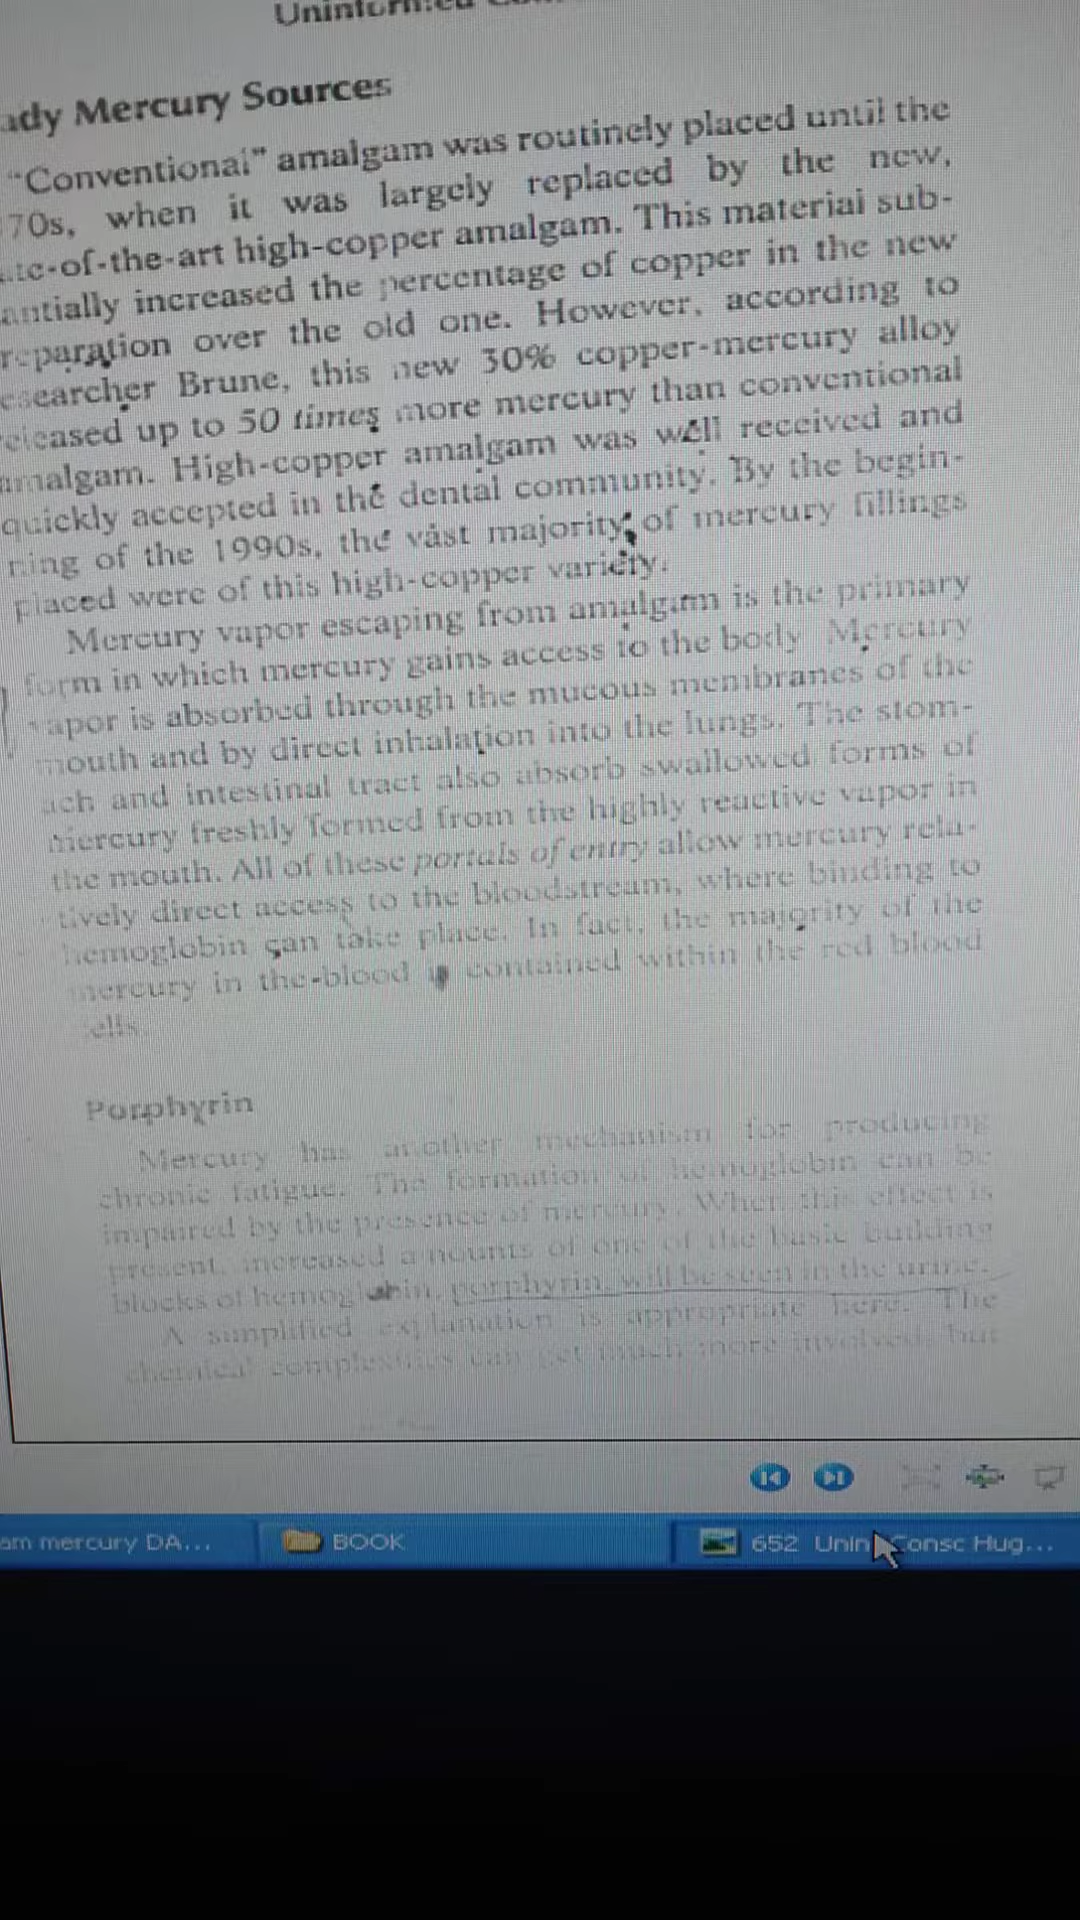 ady Mercury Sources
"Conventional" amalgam was routinely placed until the
70s, when it was largely replaced by the new,
te-of-the-art high-copper amalgam. This material sub-
antially increased the percentage of copper in the new
reparation over the old one. However, according to
esearcher Brune, this new 30% copper-mercury alloy
released up to 50 times more mercury than conventional
amalgam. High-copper amalgam was well received and
quickly accepted in the dental community. By the begin-
ning of the 1990s, the vast majority of mercury fillings
placed were of this high-copper variety.
Mercury vapor escaping from amalgam is the primary
form in which mercury gains access to the body Mercury
vapor is absorbed through the mucous membranes of the
mouth and by direct inhalation into the lungs. The stom-
ach and intestinal tract also absorb swallowed forms of
mercury freshly formed from the highly reactive vapor in
the mouth. All of these portals of entry allow mercury rela-
tively direct access to the bloodstream, where binding to
hemoglobin can take place. In fact, the majority of the
mercury in the blood is contained within the red blood
cells.
Porphyrin
Mercury has another mechanism for producing
chronic fatigue. The formation of hemoglobin can be
impaired by the presence of mercury. When this effect is
present, increased amounts of one of the basic building
blocks of hemoglobin, porphyrin, will be seen in the urine.
A simplified explanation is appropriate here. The
chemical complexities can get much more involved, but
am mercury DA...
BOOK
652 Unin Consc Hug...